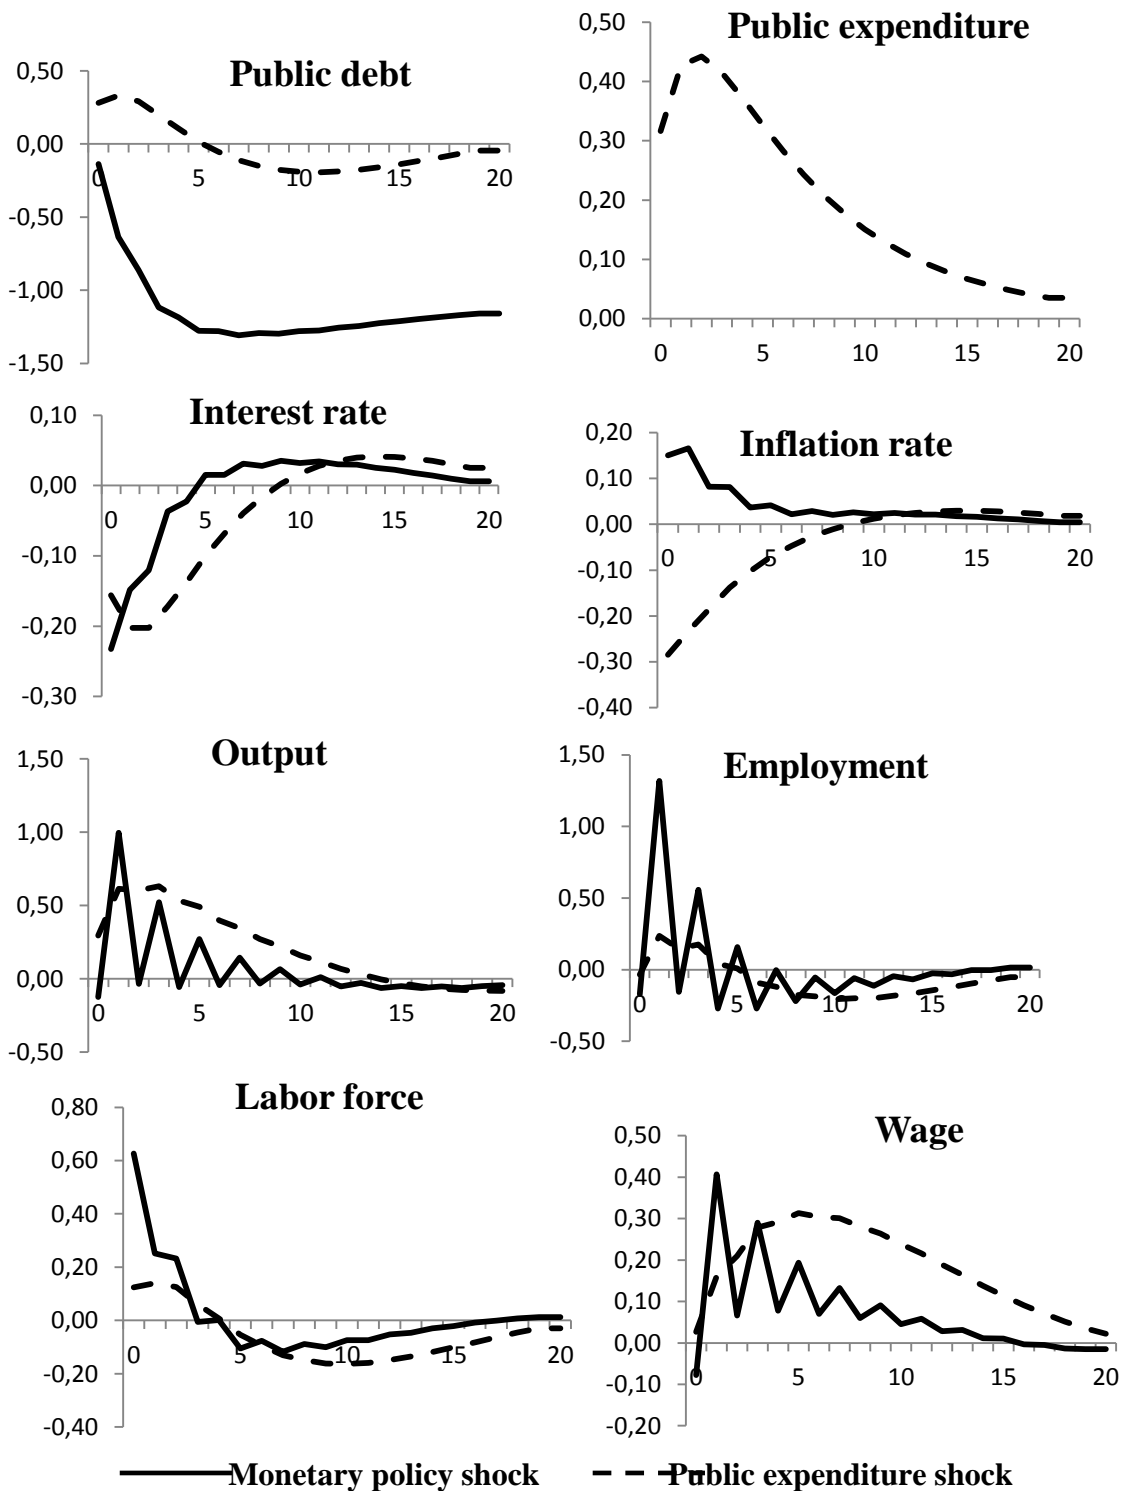 Public debt
0,50
0,00
-0,50
-1,00
-1,50
0 5 10 15 20
Public expenditure
0,50
0,40
0,30
0,20
0,10
0,00
0 5 10 15 20
Interest rate
0,10
0,00
-0,10
-0,20
-0,30
0 5 10 15 20
Inflation rate
0,20
0,10
0,00
-0,10
-0,20
-0,30
-0,40
0 5 10 15 20
Output
1,50
1,00
0,50
0,00
-0,50
0 5 10 15 20
Employment
1,50
1,00
0,50
0,00
-0,50
0 5 10 15 20
Labor force
0,80
0,60
0,40
0,20
0,00
-0,20
-0,40
0 5 10 15 20
Wage
0,50
0,40
0,30
0,20
0,10
0,00
-0,10
-0,20
0 5 10 15 20
Monetary policy shock
Public expenditure shock